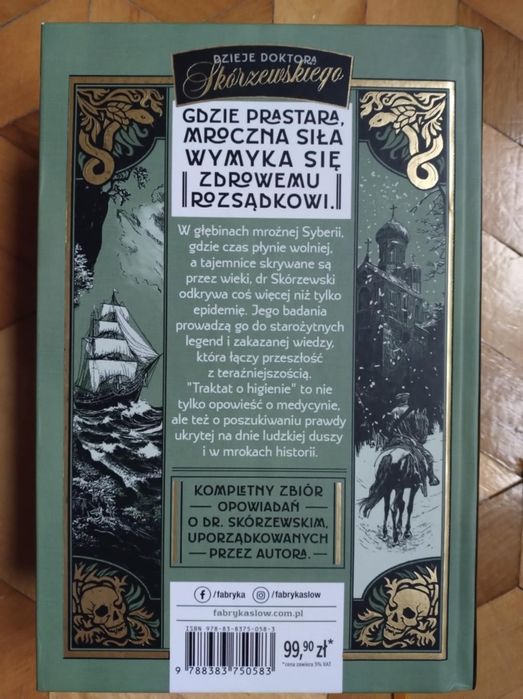 DZIEJE DOKTORA
Skórzewskiego
GDZIE PRASTARA,
MROCZNA SIŁA
WYMYKA SIĘ
ZDROWEMU
ROZSĄDKOWI.
W głębinach mroźnej Syberii,
gdzie czas płynie wolniej,
a tajemnice skrywane są
przez wieki, dr Skórzewski
odkrywa coś więcej niż tylko
epidemię. Jego badania
prowadzą go do starożytnych
legend i zakazanej wiedzy,
która łączy przeszłość
z teraźniejszością.
"Traktat o higienie" to nie
tylko opowieść o medycynie,
ale też o poszukiwaniu prawdy
ukrytej na dnie ludzkiej duszy
i w mrokach historii.
KOMPLETNY ZBIÓR
OPOWIADAŃ
O DR. SKÓRZEWSKIM,
UPORZĄDKOWANYCH
PRZEZ AUTORA.
/fabryka /fabrykaslow
fabrykaslow.com.pl
ISBN 978-83-8375-058-3
9 788383 750583
99,90 zł*
*cena zawiera 5% VAT